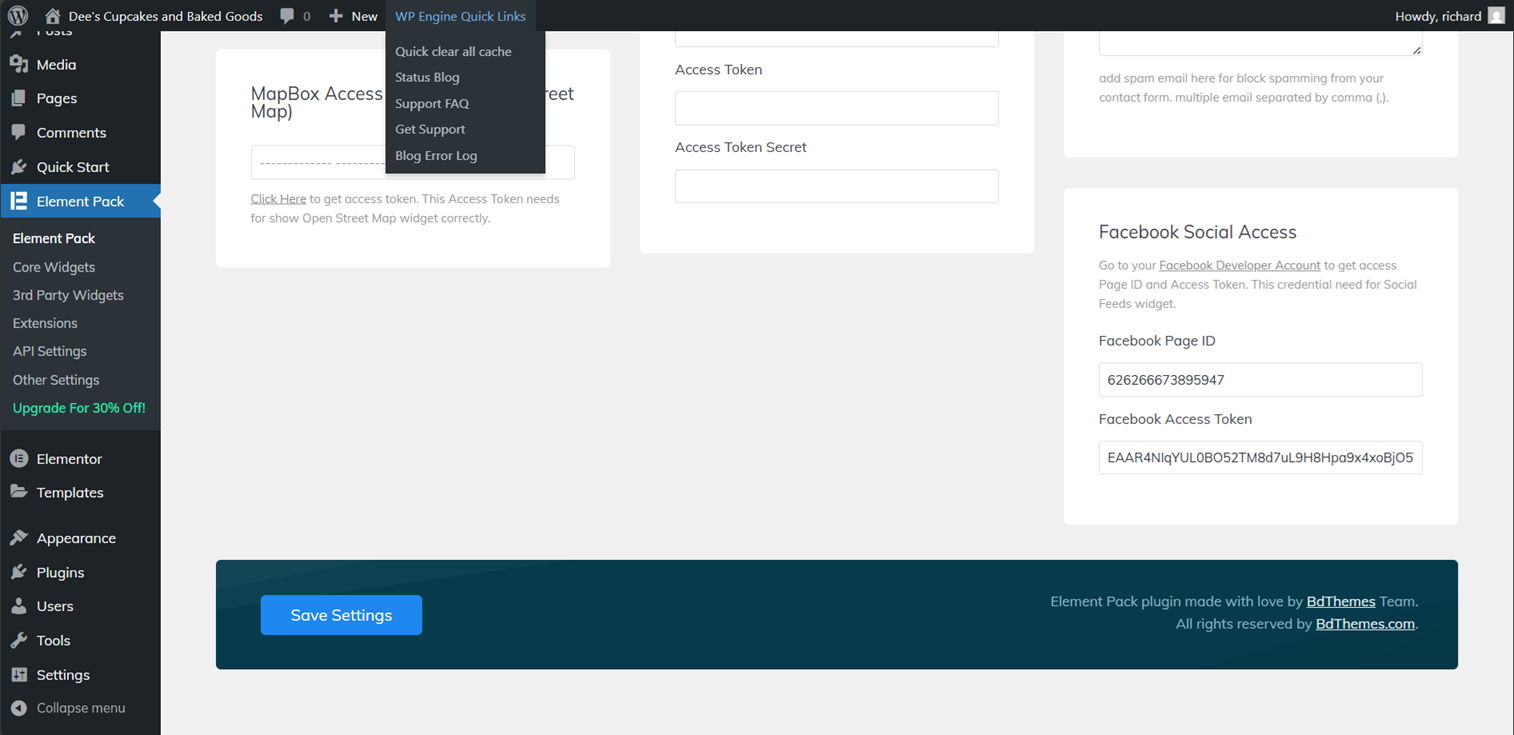 Dee's Cupcakes and Baked Goods
0
New
WP Engine Quick Links
Howdy, richard
Quick clear all cache
Status Blog
Support FAQ
Get Support
Blog Error Log
Posts
Media
Pages
Comments
Quick Start
Element Pack
Element Pack
Core Widgets
3rd Party Widgets
Extensions
API Settings
Other Settings
Upgrade For 30% Off!
Elementor
Templates
Appearance
Plugins
Users
Tools
Settings
Collapse menu
MapBox Access reet
Map)
------------- ---------
Click Here to get access token. This Access Token needs
for show Open Street Map widget correctly.
Access Token
Access Token Secret
add spam email here for block spamming from your
contact form. multiple email separated by comma (,).
Facebook Social Access
Go to your Facebook Developer Account to get access
Page ID and Access Token. This credential need for Social
Feeds widget.
Facebook Page ID
626266673895947
Facebook Access Token
EAAR4NIqYUL0BO52TM8d7uL9H8Hpa9x4xoBjO5
Save Settings
Element Pack plugin made with love by BdThemes Team.
All rights reserved by BdThemes.com.